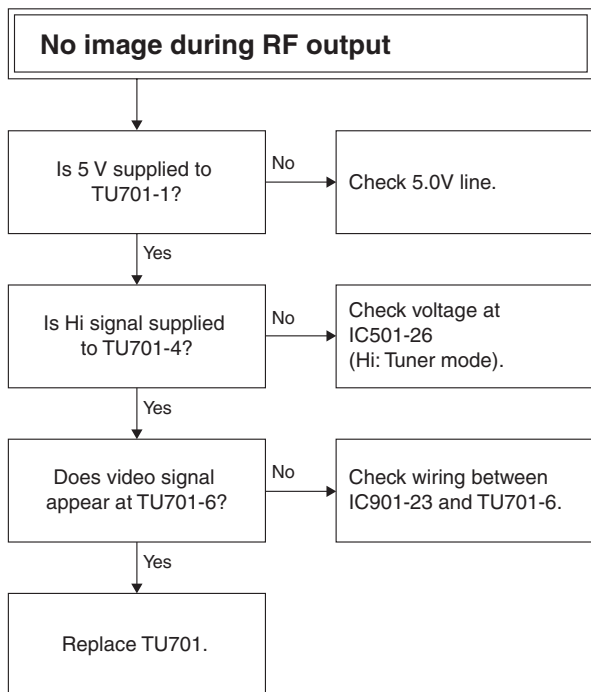 No image during RF output
Is 5 V supplied to
TU701-1?
No
Check 5.0V line.
Yes
Is Hi signal supplied
to TU701-4?
No
Check voltage at
IC501-26
(Hi: Tuner mode).
Yes
Does video signal
appear at TU701-6?
No
Check wiring between
IC901-23 and TU701-6.
Yes
Replace TU701.